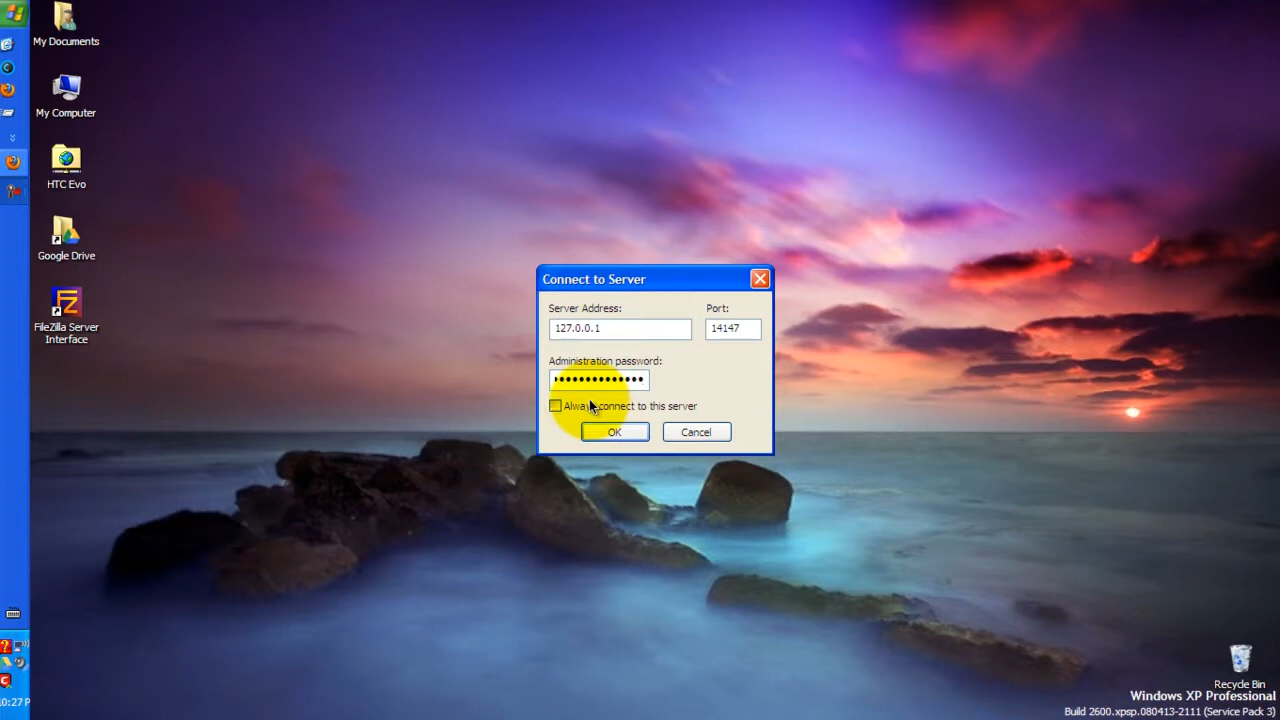 My Documents
My Computer
HTC Evo
Google Drive
FileZilla Server
Interface
Connect to Server
Server Address:
Port:
127.0.0.1
14147
Administration password:
Always connect to this server
OK
Cancel
10:27 P
Recycle Bin
Windows XP Professional
Build 2600.xpsp.080413-2111 (Service Pack 3)